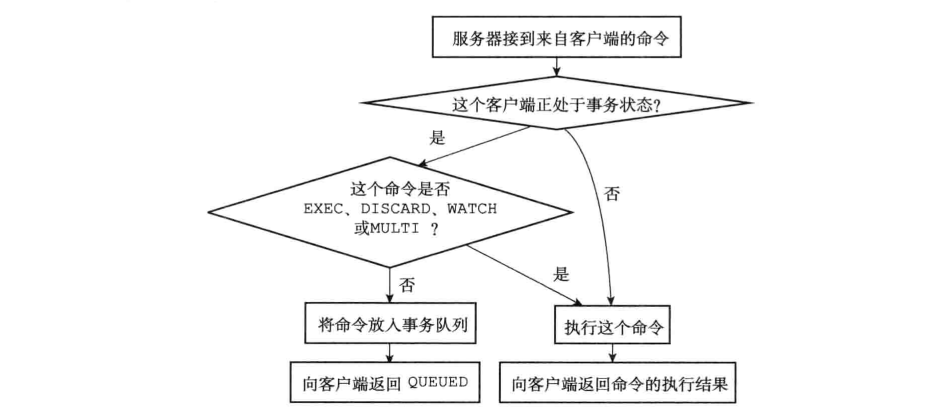 服务器接到来自客户端的命令
这个客户端正处于事务状态?
是
否
这个命令是否
EXEC、DISCARD、WATCH
或MULTI ?
是
否
将命令放入事务队列
执行这个命令
向客户端返回 QUEUED
向客户端返回命令的执行结果